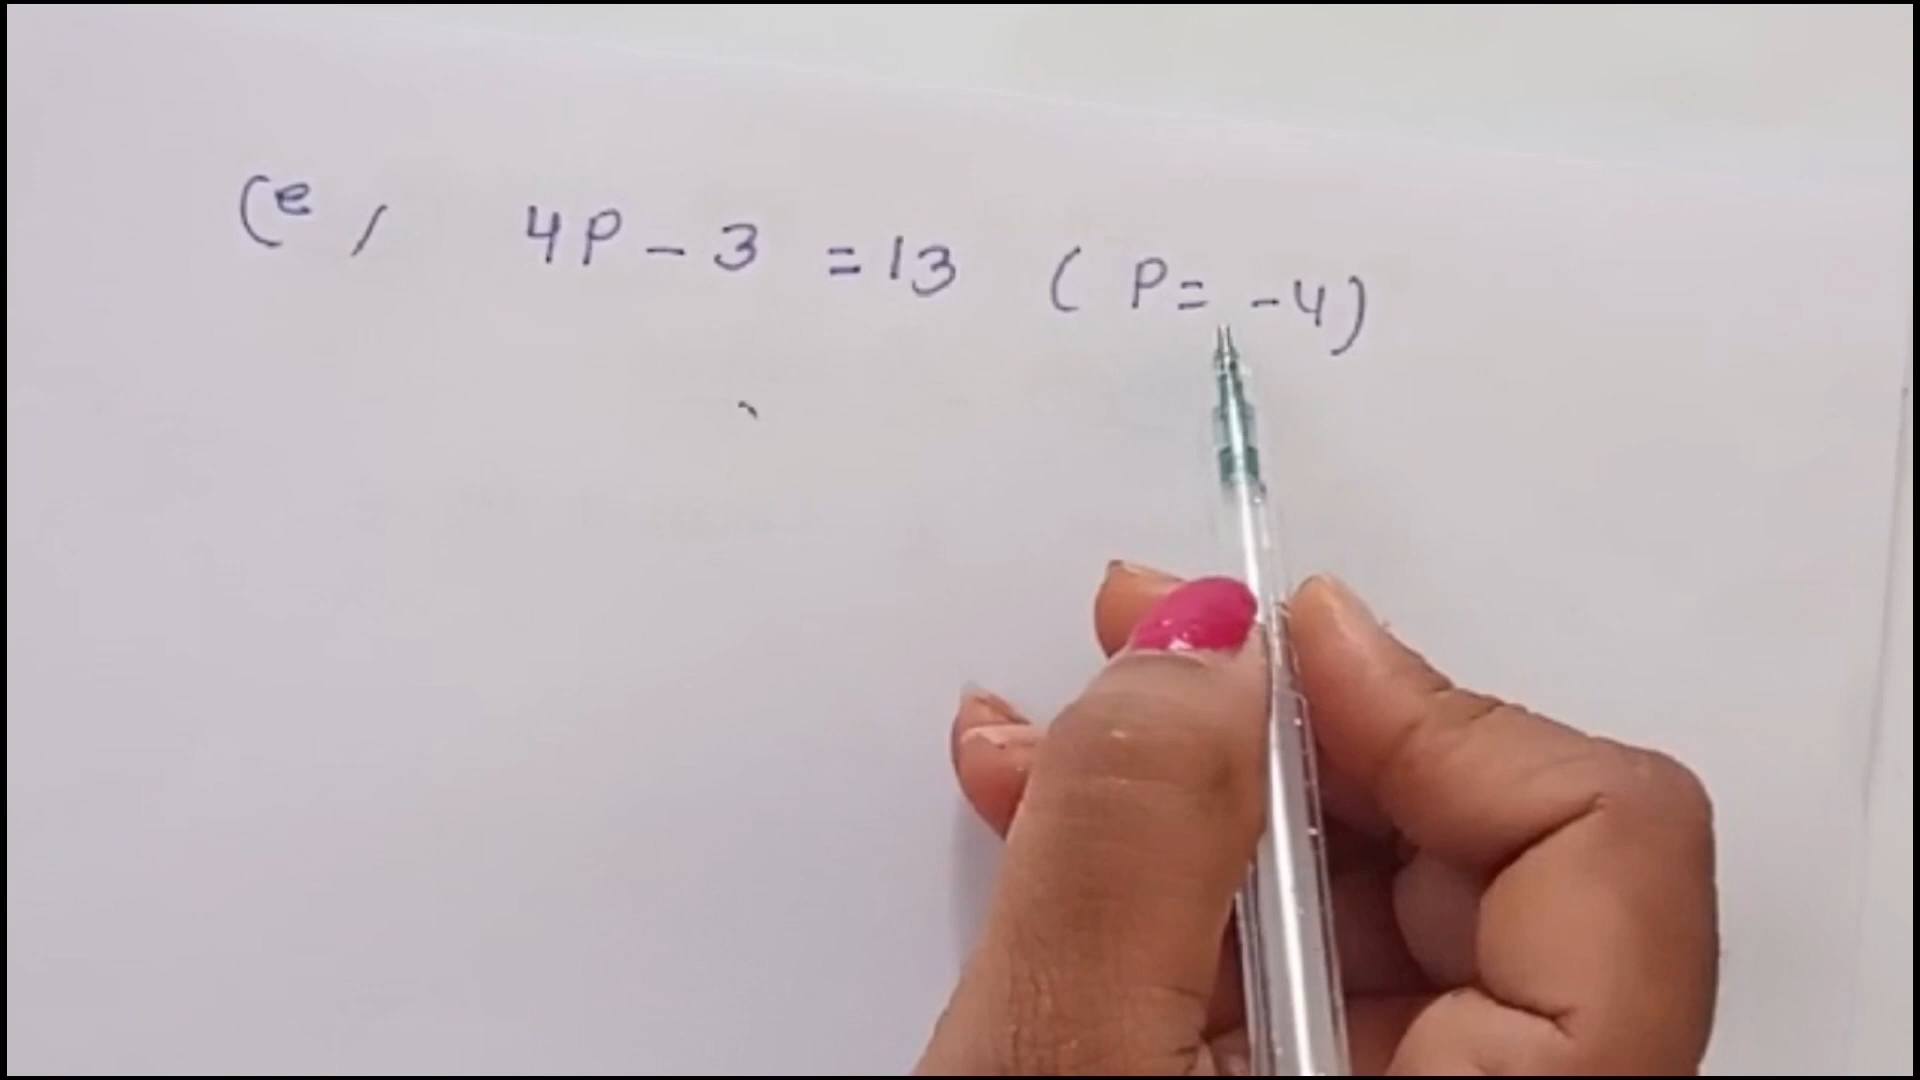 (e) 4P - 3 = 13 ( P = -4)